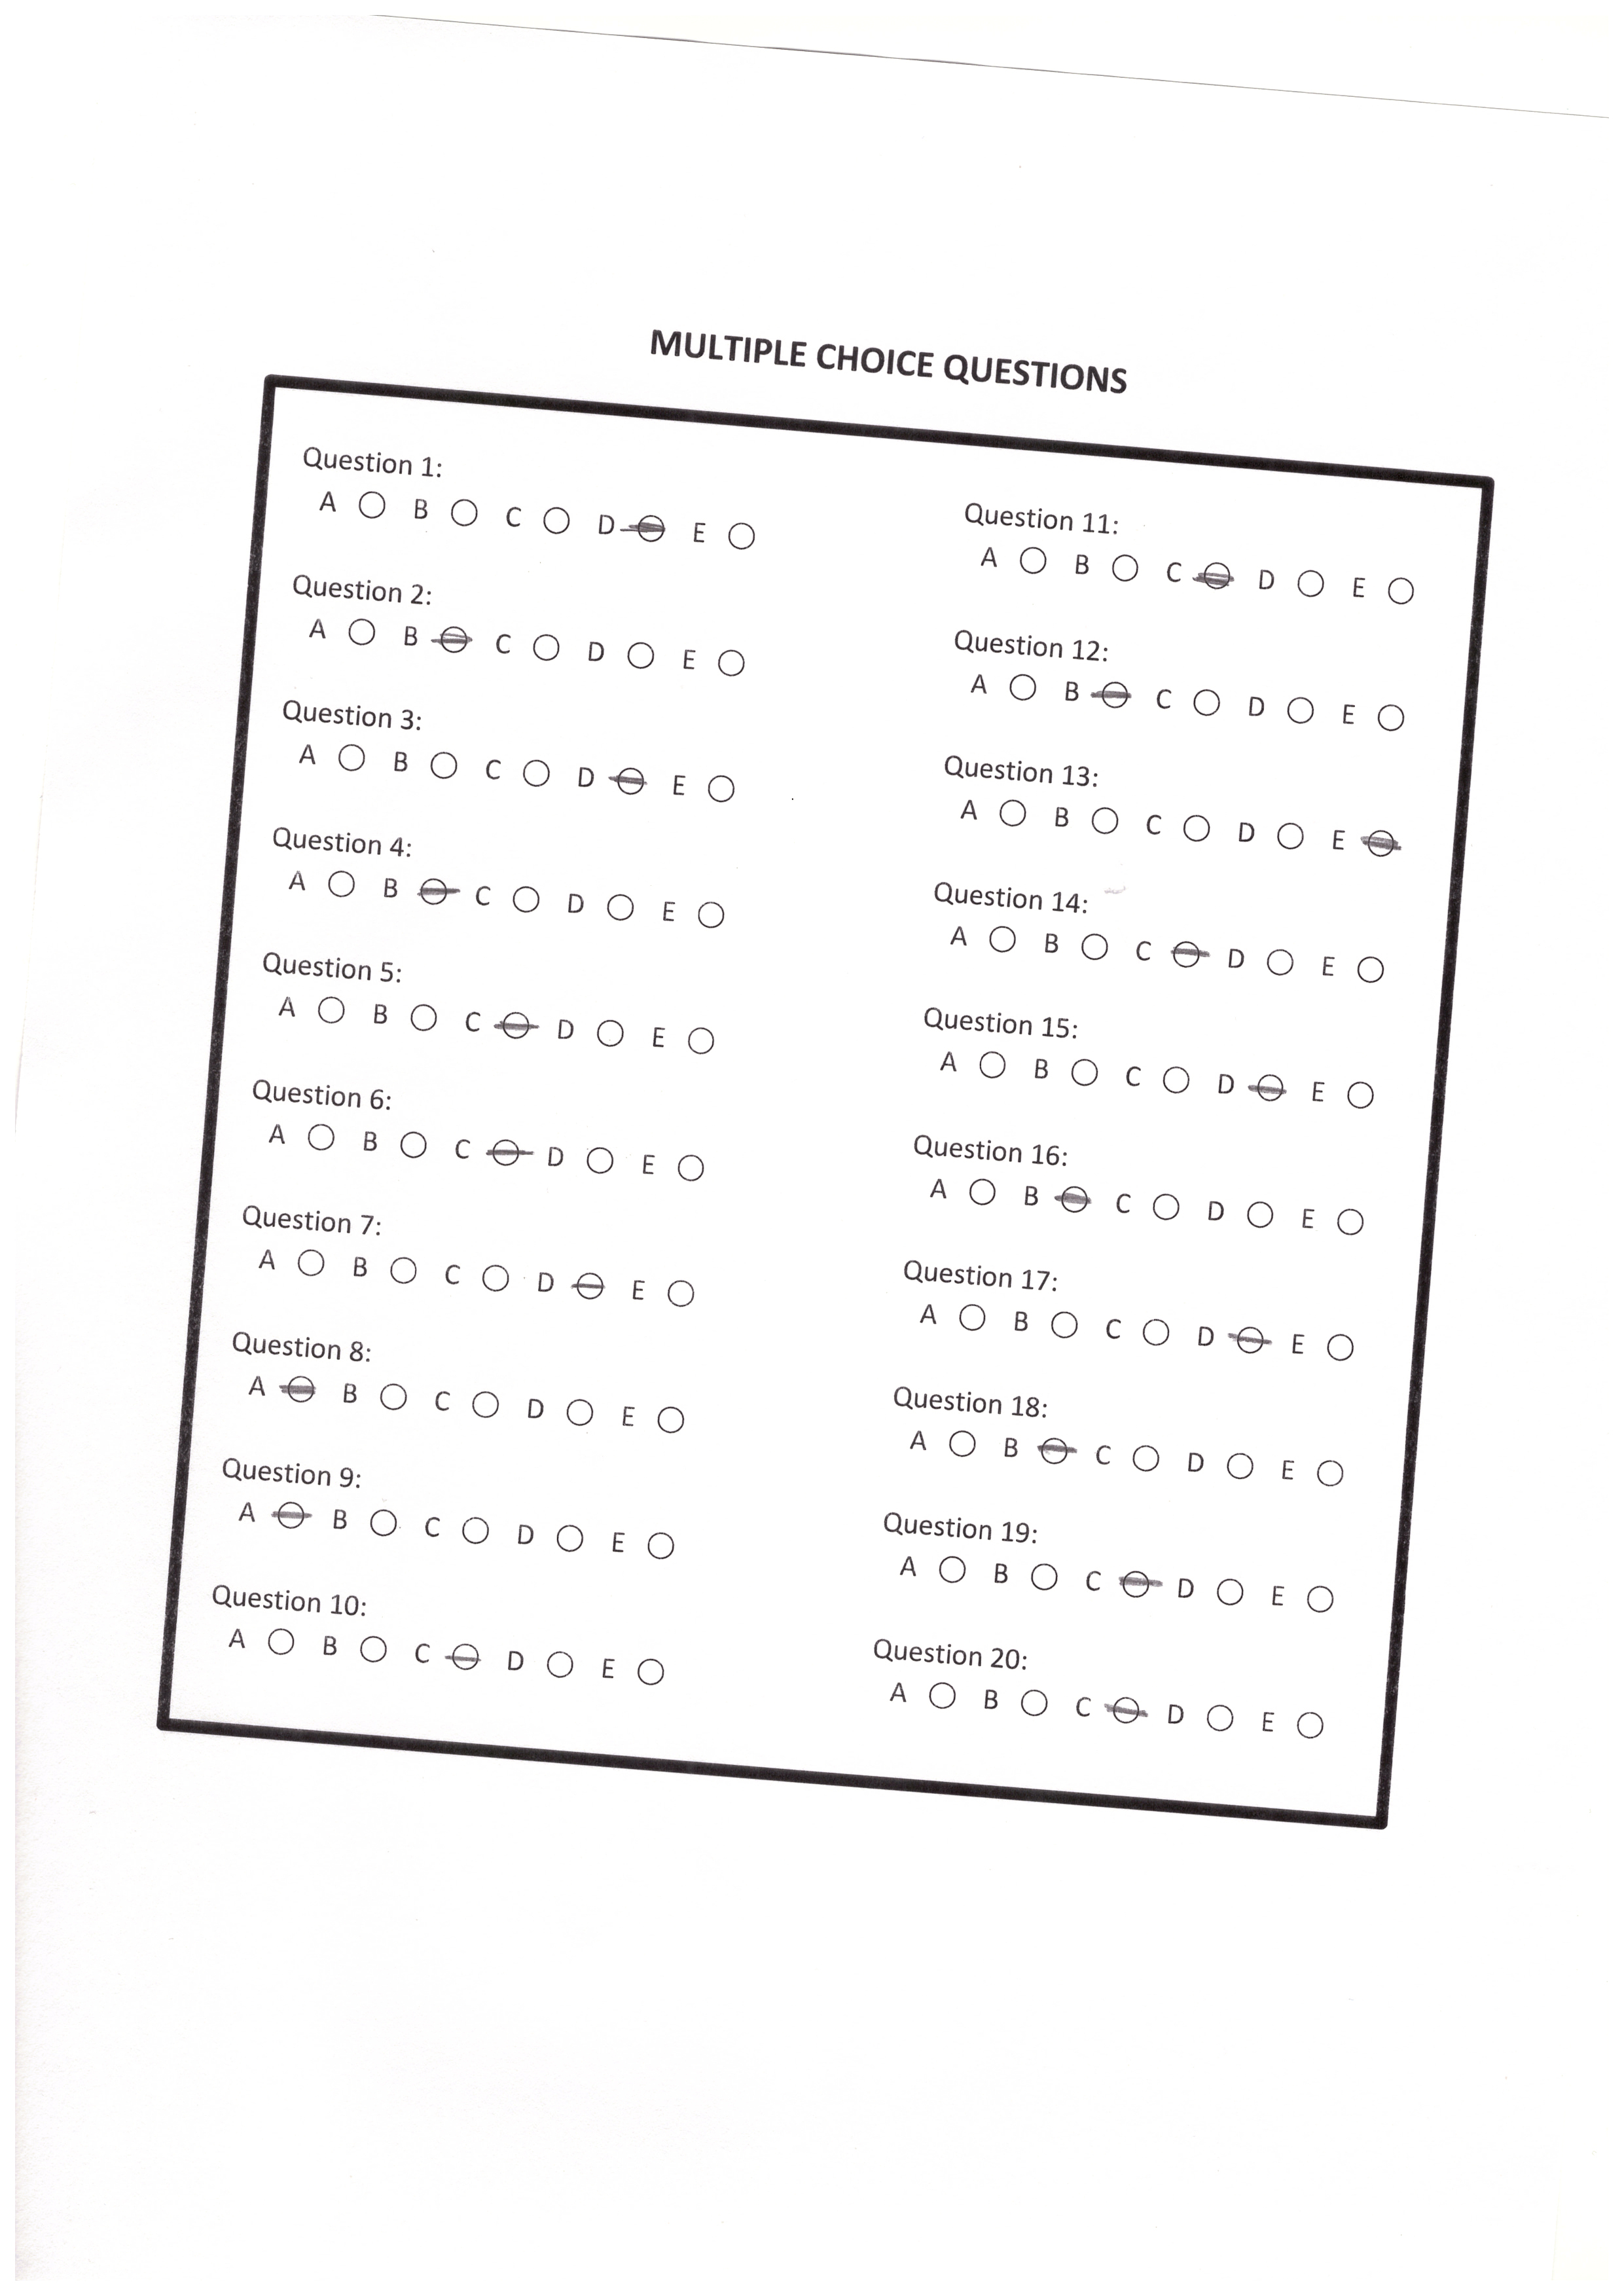 MULTIPLE CHOICE QUESTIONS
Question 1:
A B C D E
Question 2:
A B C D E
Question 3:
A B C D E
Question 4:
A B C D E
Question 5:
A B C D E
Question 6:
A B C D E
Question 7:
A B C D E
Question 8:
A B C D E
Question 9:
A B C D E
Question 10:
A B C D E
Question 11:
A B C D E
Question 12:
A B C D E
Question 13:
A B C D E
Question 14:
A B C D E
Question 15:
A B C D E
Question 16:
A B C D E
Question 17:
A B C D E
Question 18:
A B C D E
Question 19:
A B C D E
Question 20:
A B C D E